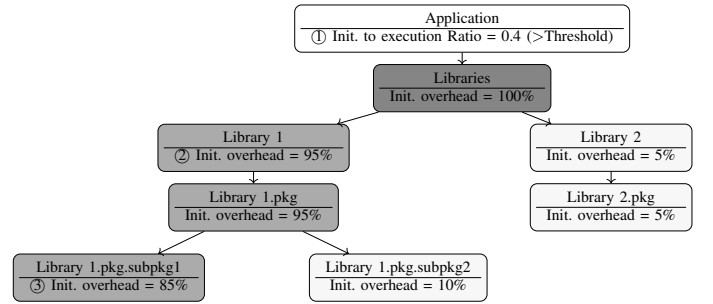 Application
① Init. to execution Ratio = 0.4 (>Threshold)
Libraries
Init. overhead = 100%
Library 1
② Init. overhead = 95%
Library 2
Init. overhead = 5%
Library 1.pkg
Init. overhead = 95%
Library 2.pkg
Init. overhead = 5%
Library 1.pkg.subpkg1
③ Init. overhead = 85%
Library 1.pkg.subpkg2
Init. overhead = 10%